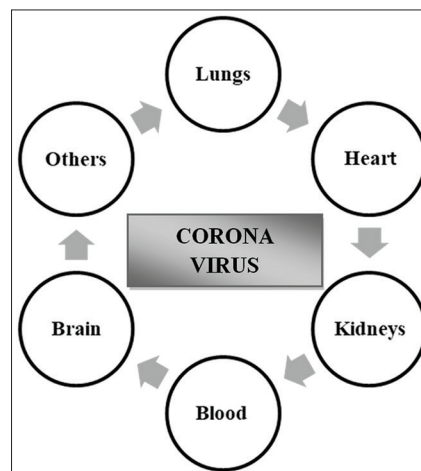 Lungs
Heart
Kidneys
Blood
Brain
Others
CORONA
VIRUS